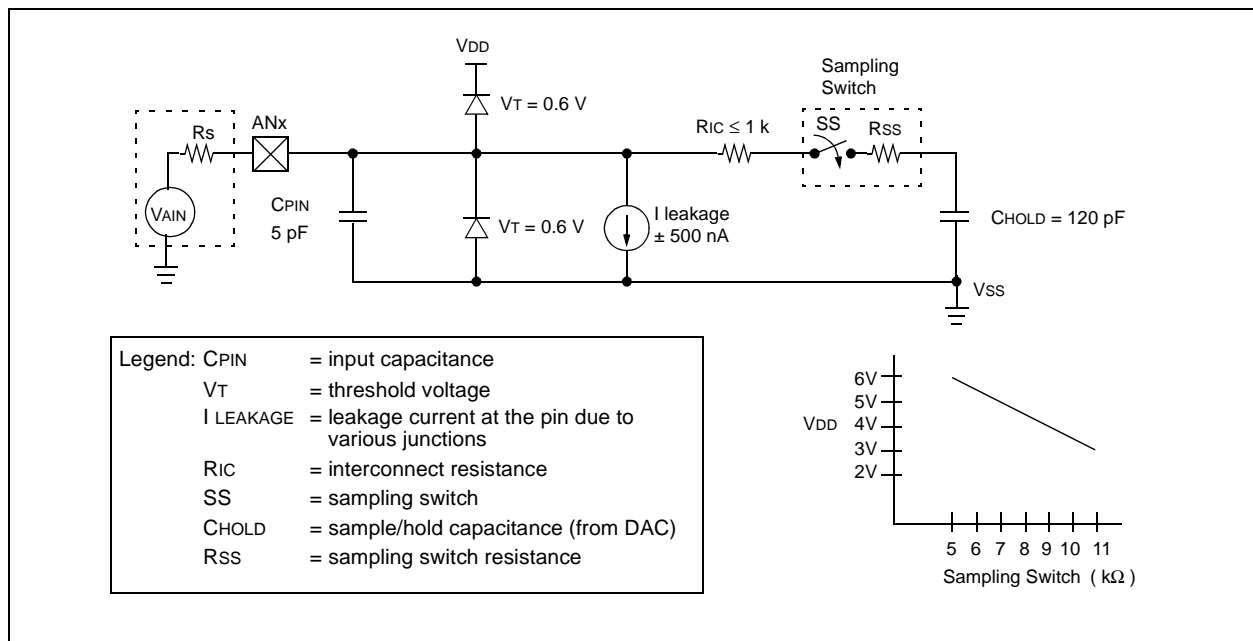 VDD
Sampling
Switch
VT = 0.6 V
ANx
RIC ≤ 1 k
SS
RSS
Rs
VAIN
CPIN
5 pF
VT = 0.6 V
I leakage
± 500 nA
CHOLD = 120 pF
VSS
Legend: CPIN = input capacitance
VT = threshold voltage
I LEAKAGE = leakage current at the pin due to
various junctions
RIC = interconnect resistance
SS = sampling switch
CHOLD = sample/hold capacitance (from DAC)
RSS = sampling switch resistance
6V
5V
VDD 4V
3V
2V
5 6 7 8 9 10 11
Sampling Switch ( kΩ )